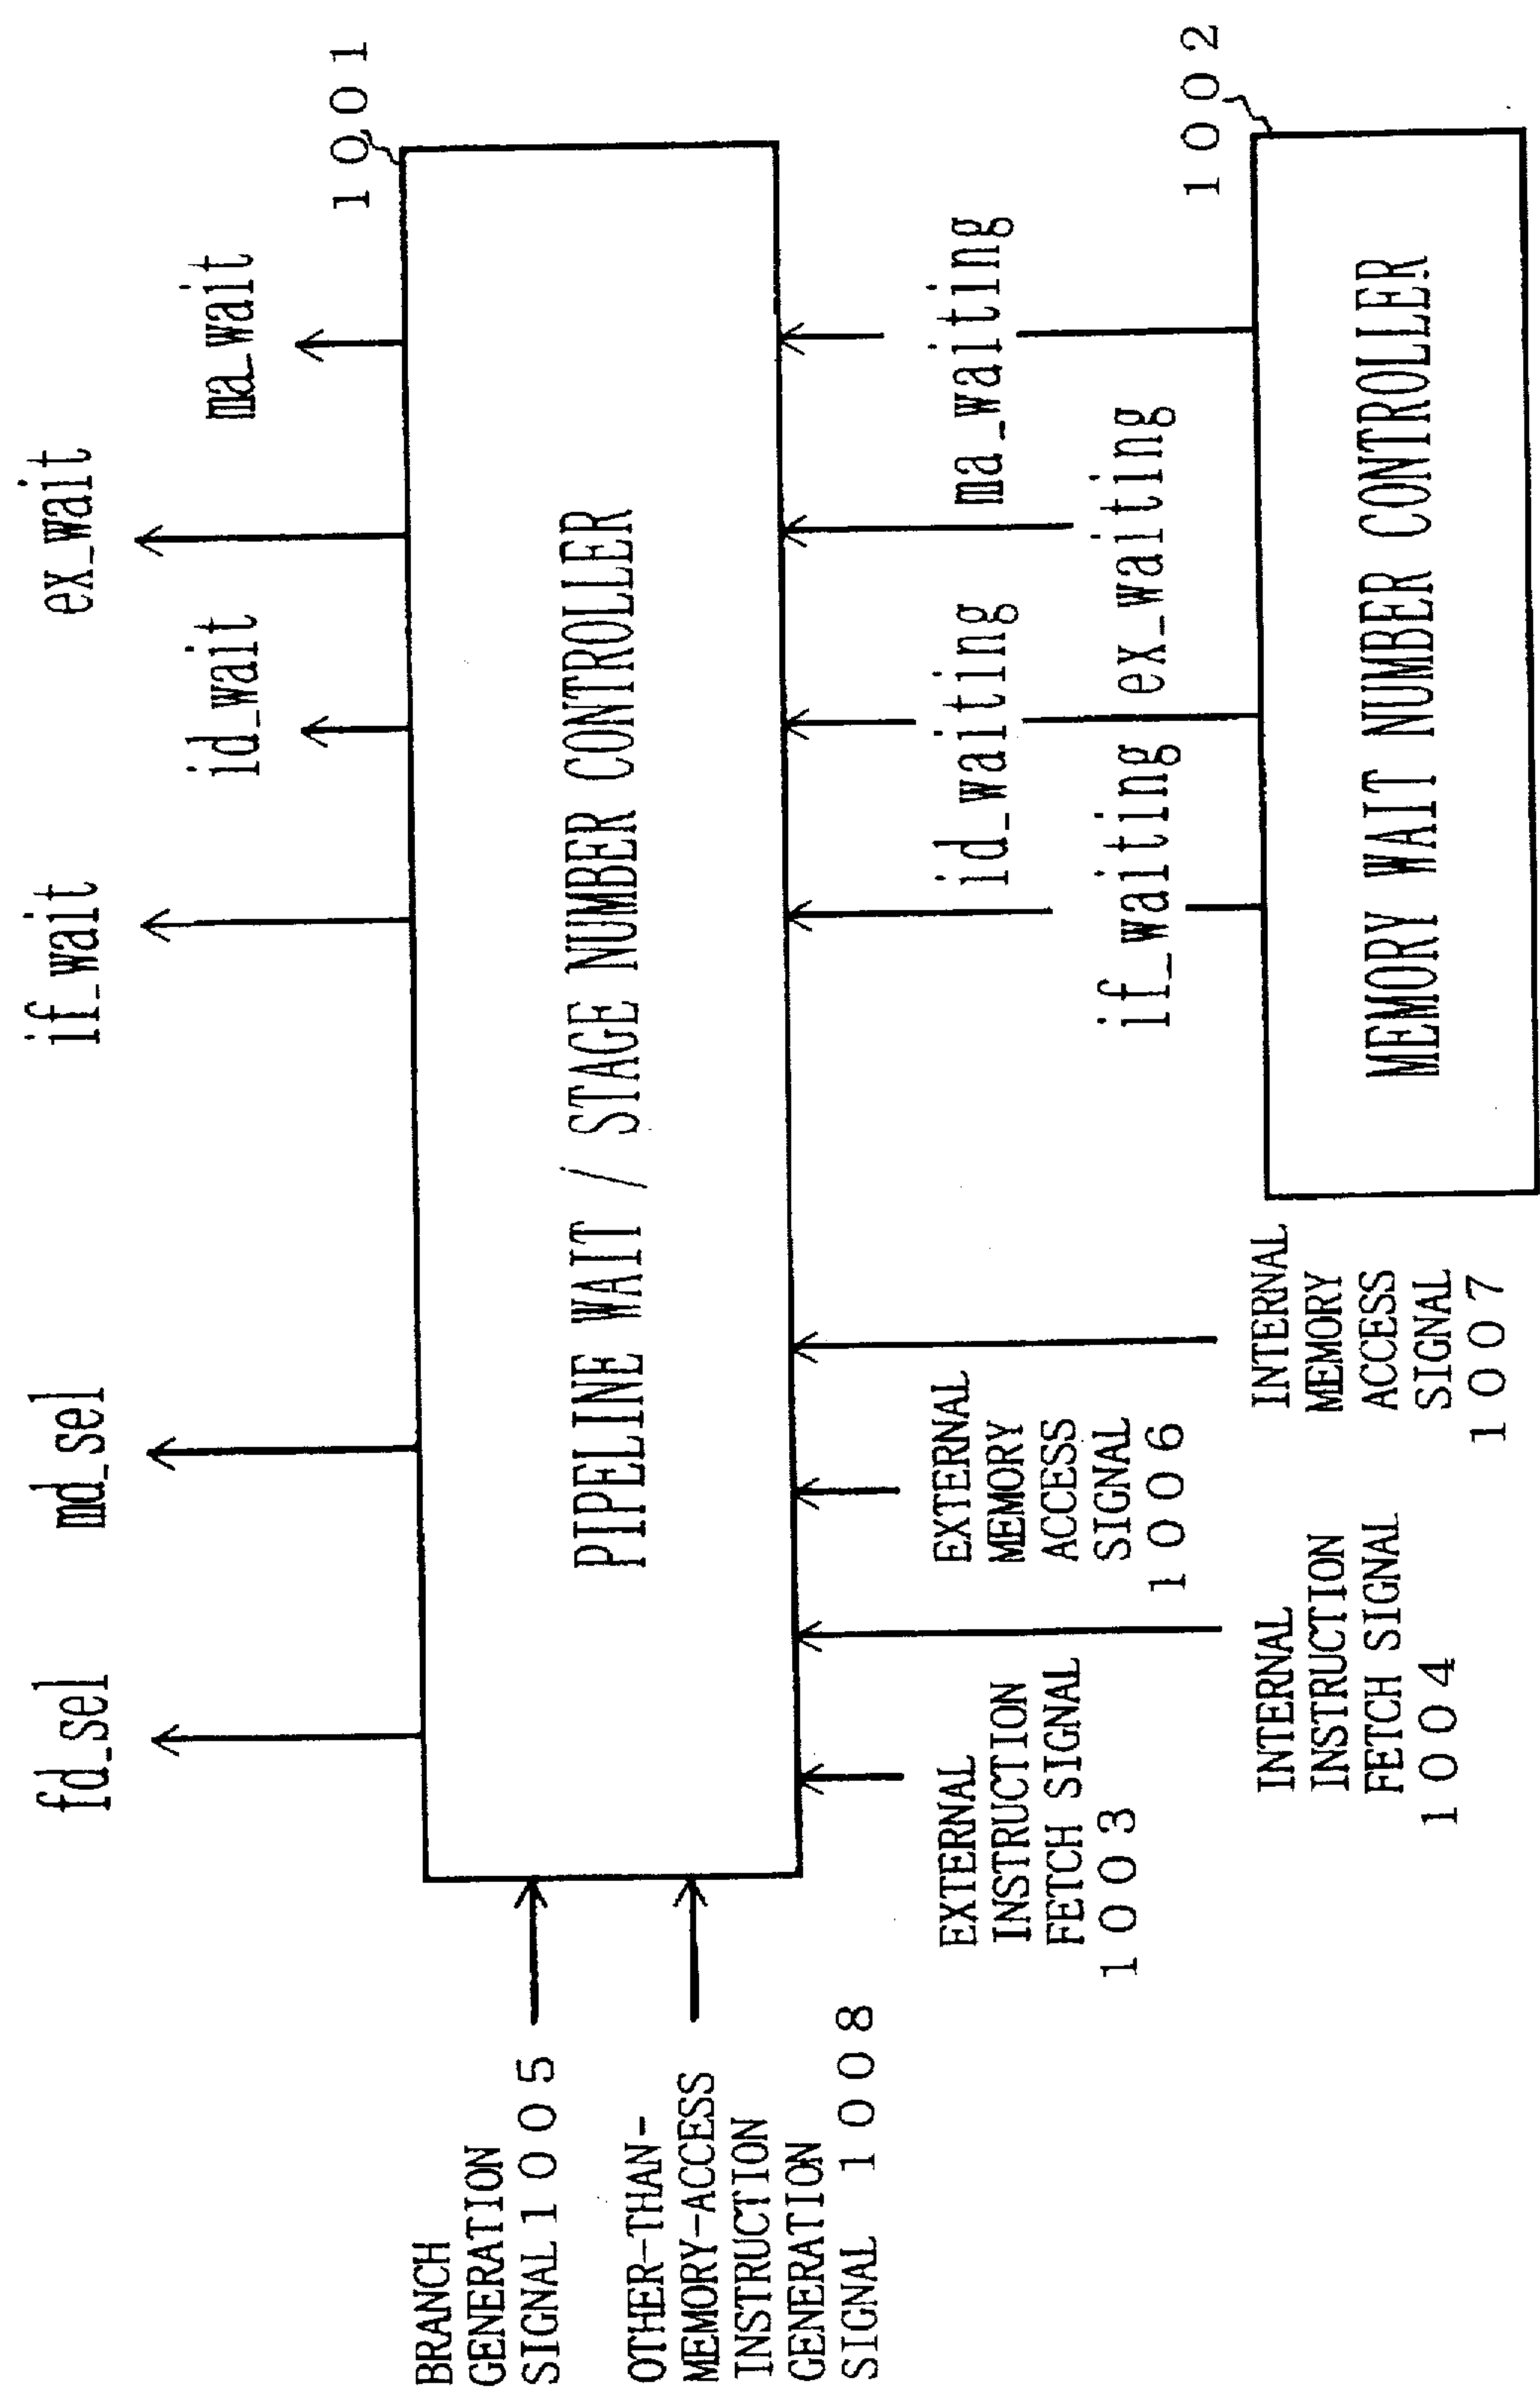 fd_sel
md_sel
if_wait
id_wait
ex_wait
ma_wait
1001
BRANCH
GENERATION
SIGNAL 1005
OTHER-THAN-
MEMORY-ACCESS
INSTRUCTION
GENERATION
SIGNAL 1008
PIPELINE WAIT / STAGE NUMBER CONTROLLER
EXTERNAL
INSTRUCTION
FETCH SIGNAL
1003
INTERNAL
INSTRUCTION
FETCH SIGNAL
1004
EXTERNAL
MEMORY
ACCESS
SIGNAL
1006
INTERNAL
MEMORY
ACCESS
SIGNAL
1007
if_waiting
id_waiting
ex_waiting
ma_waiting
1002
MEMORY WAIT NUMBER CONTROLLER